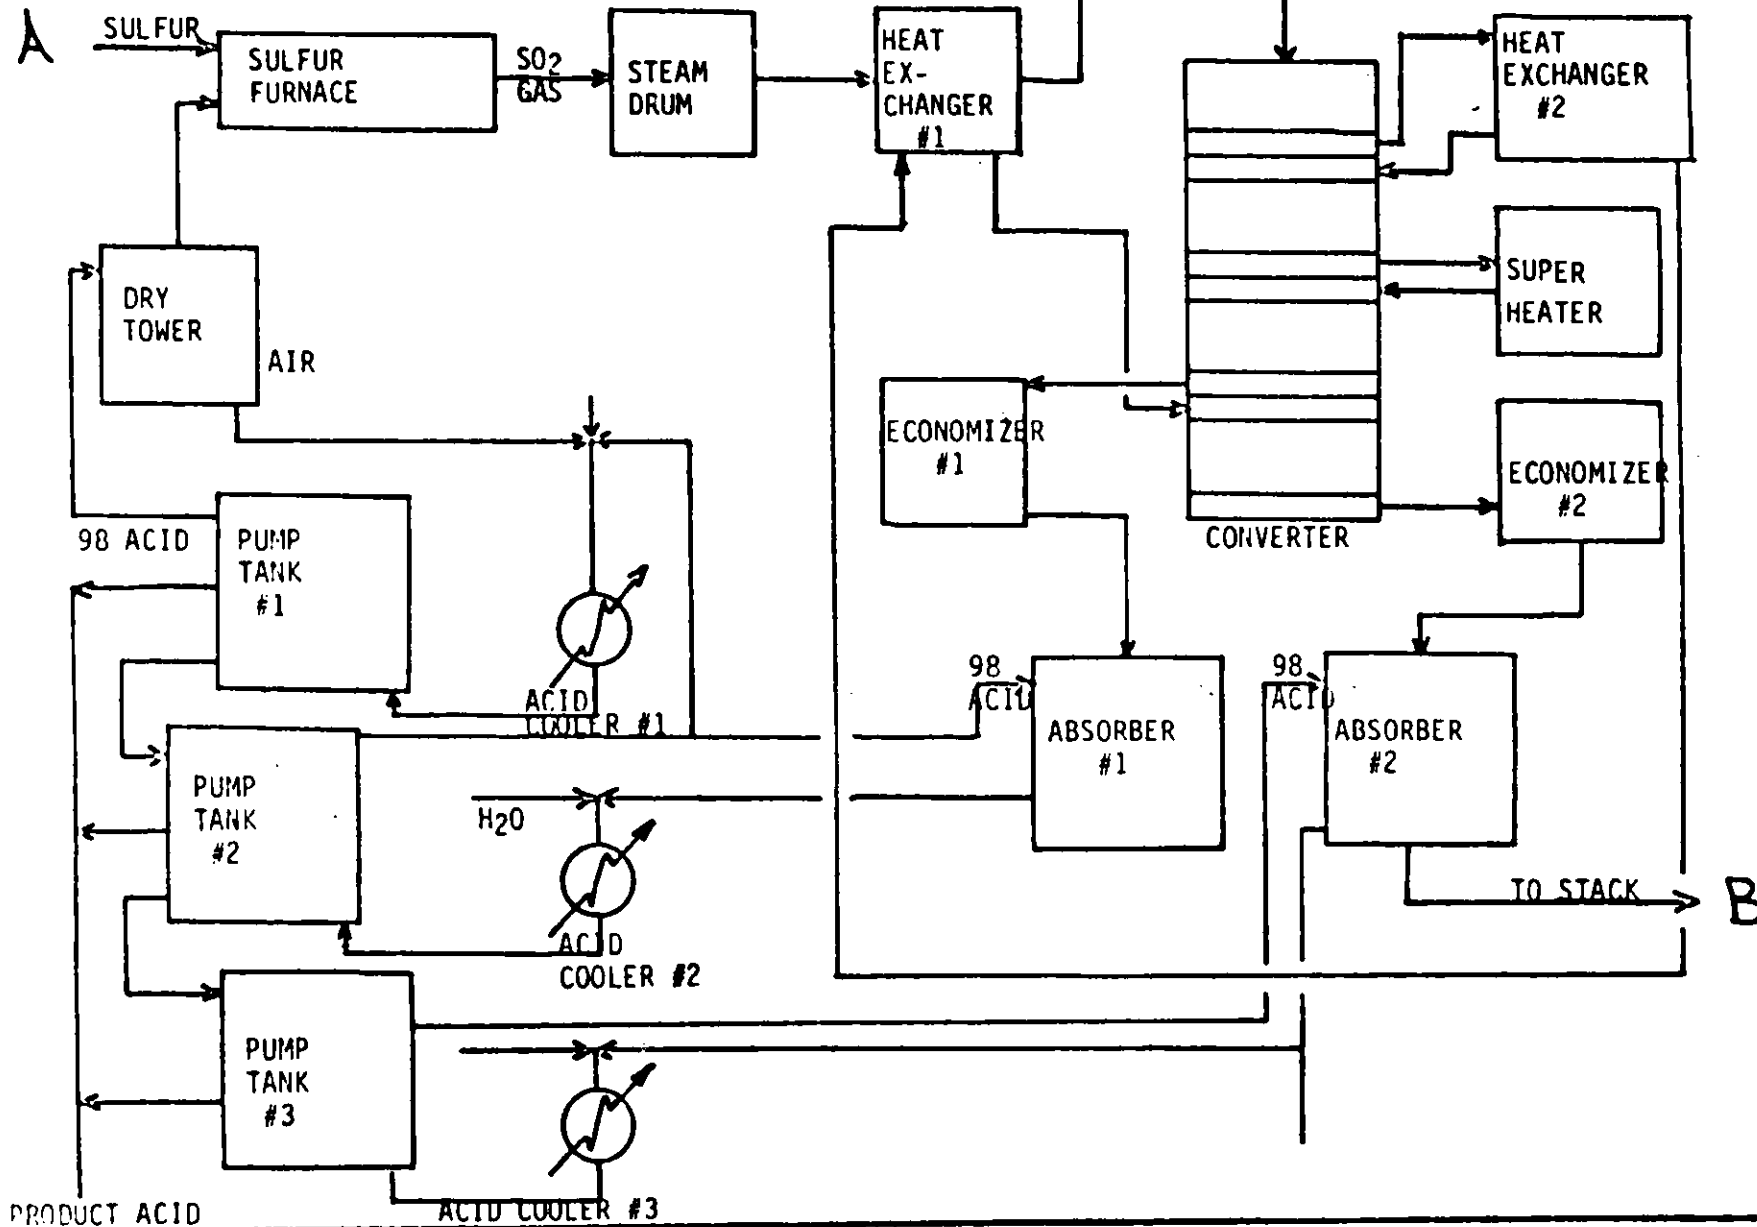 A
SULFUR
SULFUR
FURNACE
SO2
GAS
STEAM
DRUM
HEAT
EX-
CHANGER
#1
HEAT
EXCHANGER
#2
DRY
TOWER
AIR
SUPER
HEATER
ECONOMIZER
#1
ECONOMIZER
#2
CONVERTER
98 ACID
PUMP
TANK
#1
ACID
COOLER #1
98
ACID
ABSORBER
#1
98
ACID
ABSORBER
#2
PUMP
TANK
#2
H2O
ACID
COOLER #2
TO STACK
B
PUMP
TANK
#3
ACID COOLER #3
PRODUCT ACID